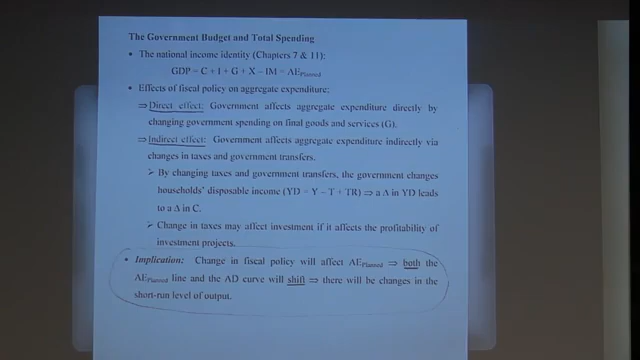 The Government Budget and Total Spending
• The national income identity (Chapters 7 & 11):
GDP = C + I + G + X – IM = AEPlanned
• Effects of fiscal policy on aggregate expenditure:
⇒ Direct effect: Government affects aggregate expenditure directly by
changing government spending on final goods and services (G).
⇒ Indirect effect: Government affects aggregate expenditure indirectly via
changes in taxes and government transfers.
➢ By changing taxes and government transfers, the government changes
households' disposable income (YD = Y – T + TR) ⇒ a Δ in YD leads
to a Δ in C.
➢ Change in taxes may affect investment if it affects the profitability of
investment projects.
• Implication: Change in fiscal policy will affect AEPlanned ⇒ both the
AEPlanned line and the AD curve will shift ⇒ there will be changes in the
short-run level of output.